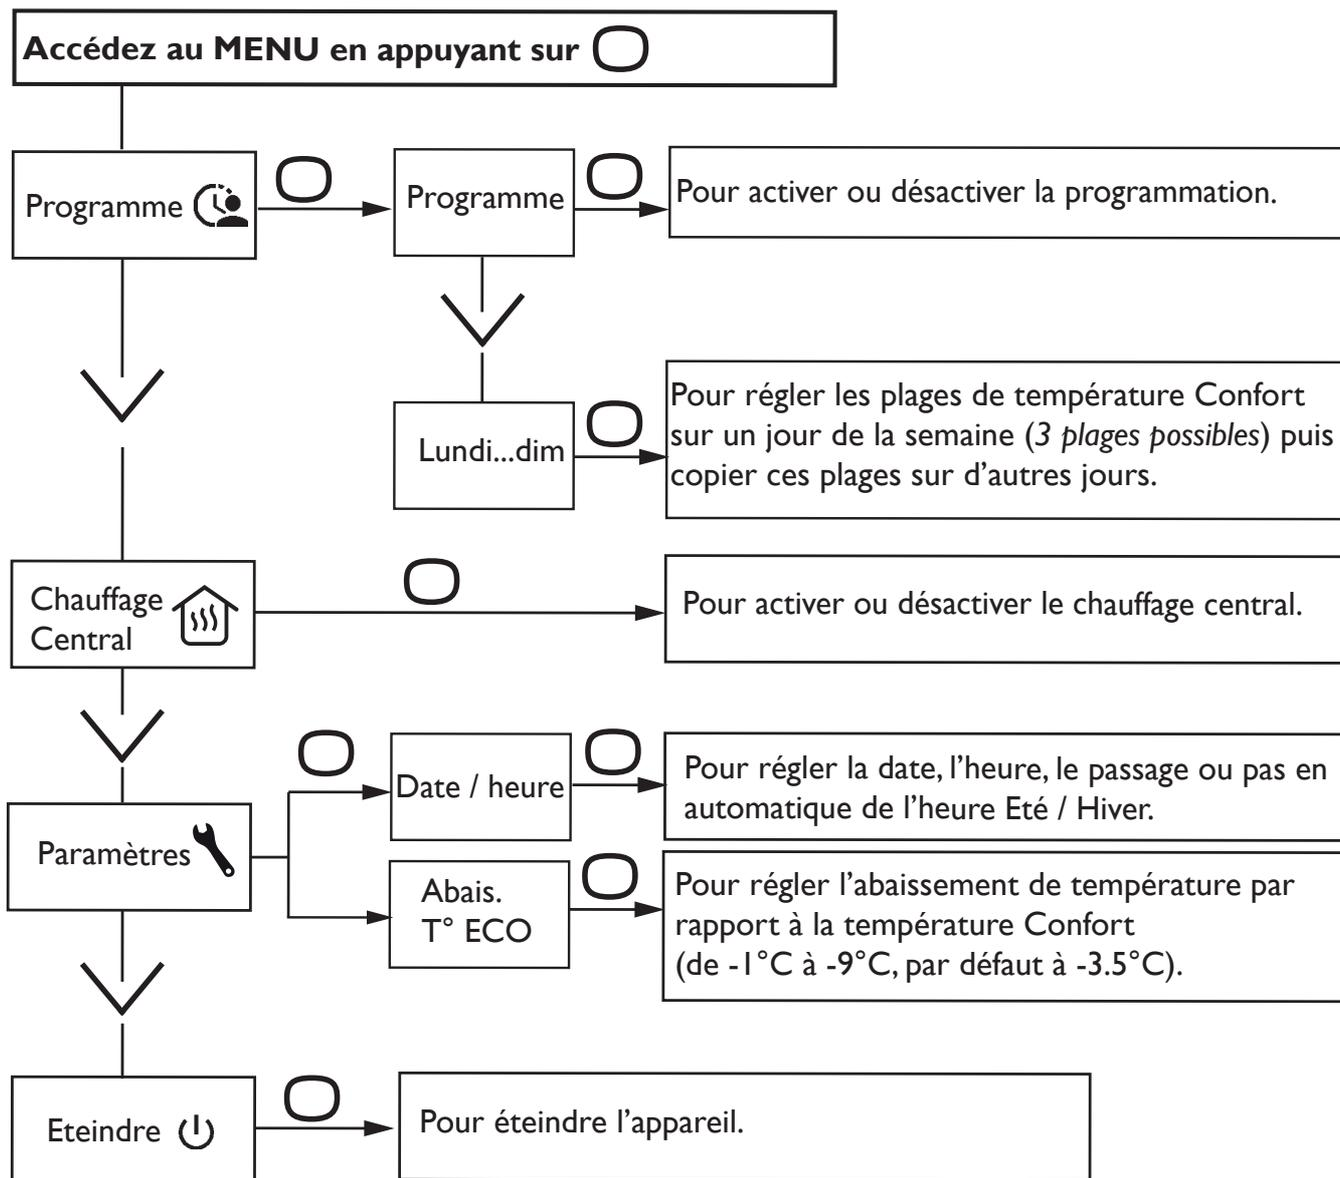 Accédez au MENU en appuyant sur
Programme
Programme
Pour activer ou désactiver la programmation.
Lundi...dim
Pour régler les plages de température Confort
sur un jour de la semaine (3 plages possibles) puis
copier ces plages sur d'autres jours.
Chauffage
Central
Pour activer ou désactiver le chauffage central.
Paramètres
Date / heure
Pour régler la date, l'heure, le passage ou pas en
automatique de l'heure Eté / Hiver.
Abais.
T° ECO
Pour régler l'abaissement de température par
rapport à la température Confort
(de -1°C à -9°C, par défaut à -3.5°C).
Eteindre
Pour éteindre l'appareil.